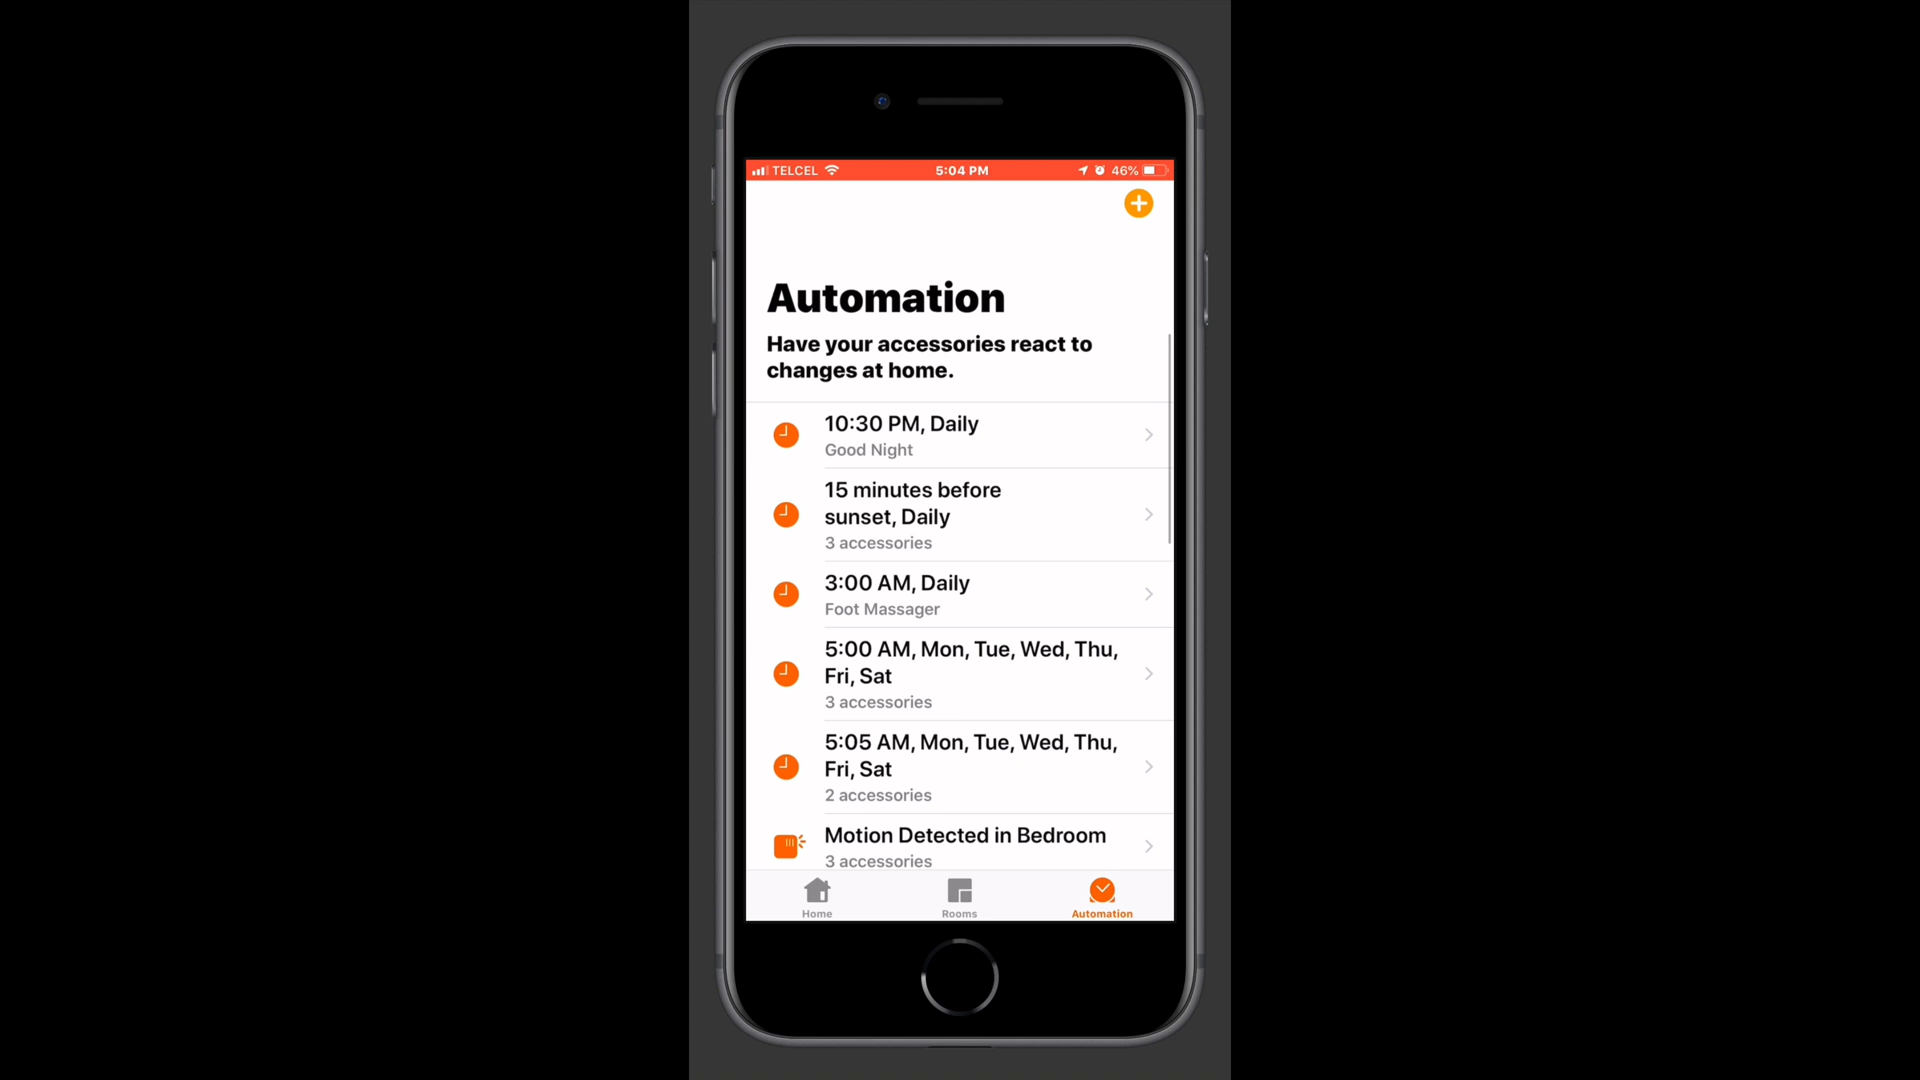 TELCEL 5:04 PM 46%
Automation
Have your accessories react to
changes at home.
10:30 PM, Daily
Good Night
15 minutes before
sunset, Daily
3 accessories
3:00 AM, Daily
Foot Massager
5:00 AM, Mon, Tue, Wed, Thu,
Fri, Sat
3 accessories
5:05 AM, Mon, Tue, Wed, Thu,
Fri, Sat
2 accessories
Motion Detected in Bedroom
3 accessories
Home Rooms Automation